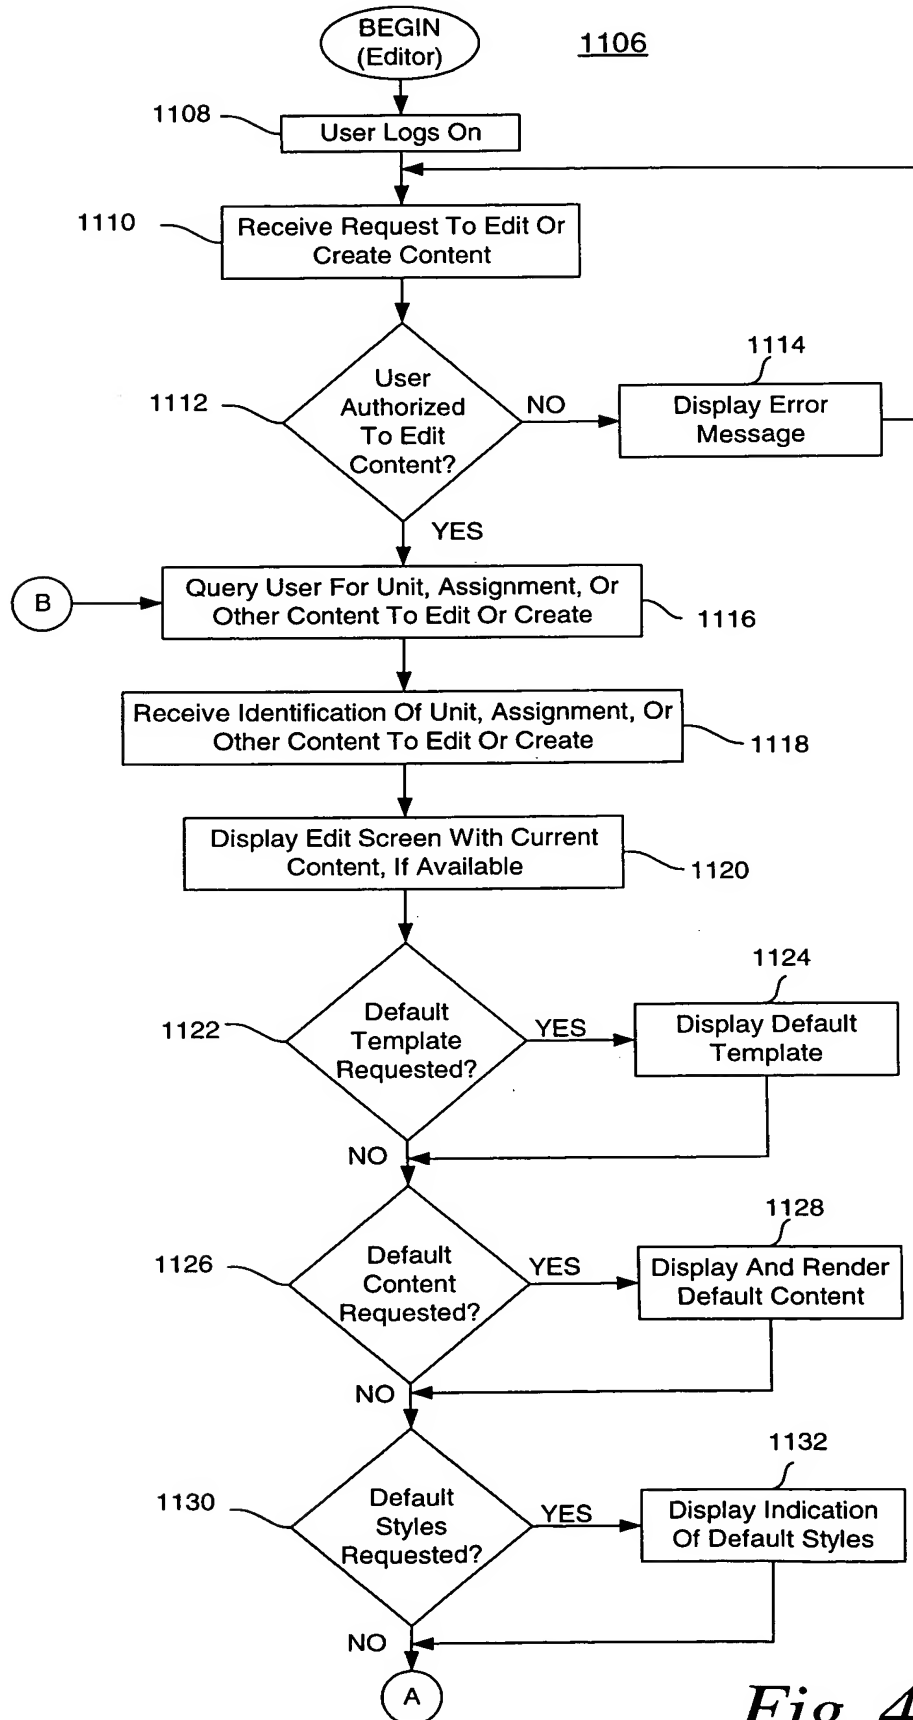 BEGIN
(Editor)
1106
1108
User Logs On
1110
Receive Request To Edit Or
Create Content
1112
User
Authorized
To Edit
Content?
NO
1114
Display Error
Message
YES
B
Query User For Unit, Assignment, Or
Other Content To Edit Or Create
1116
Receive Identification Of Unit, Assignment, Or
Other Content To Edit Or Create
1118
Display Edit Screen With Current
Content, If Available
1120
1122
Default
Template
Requested?
YES
1124
Display Default
Template
NO
1126
Default
Content
Requested?
YES
1128
Display And Render
Default Content
NO
1130
Default
Styles
Requested?
YES
1132
Display Indication
Of Default Styles
NO
A
Fig. 4